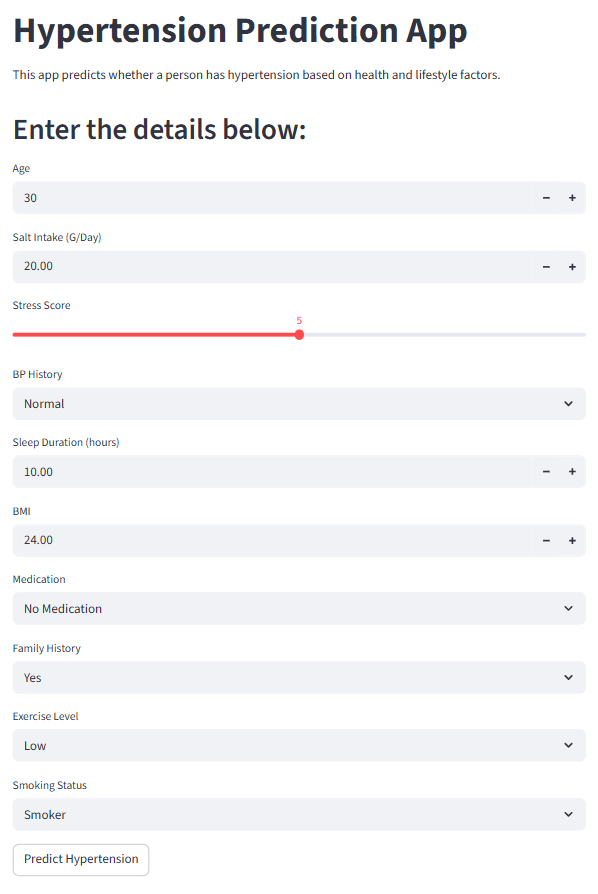 Hypertension Prediction App
This app predicts whether a person has hypertension based on health and lifestyle factors.
Enter the details below:
Age
30
Salt Intake (G/Day)
20.00
Stress Score
5
BP History
Normal
Sleep Duration (hours)
10.00
BMI
24.00
Medication
No Medication
Family History
Yes
Exercise Level
Low
Smoking Status
Smoker
Predict Hypertension